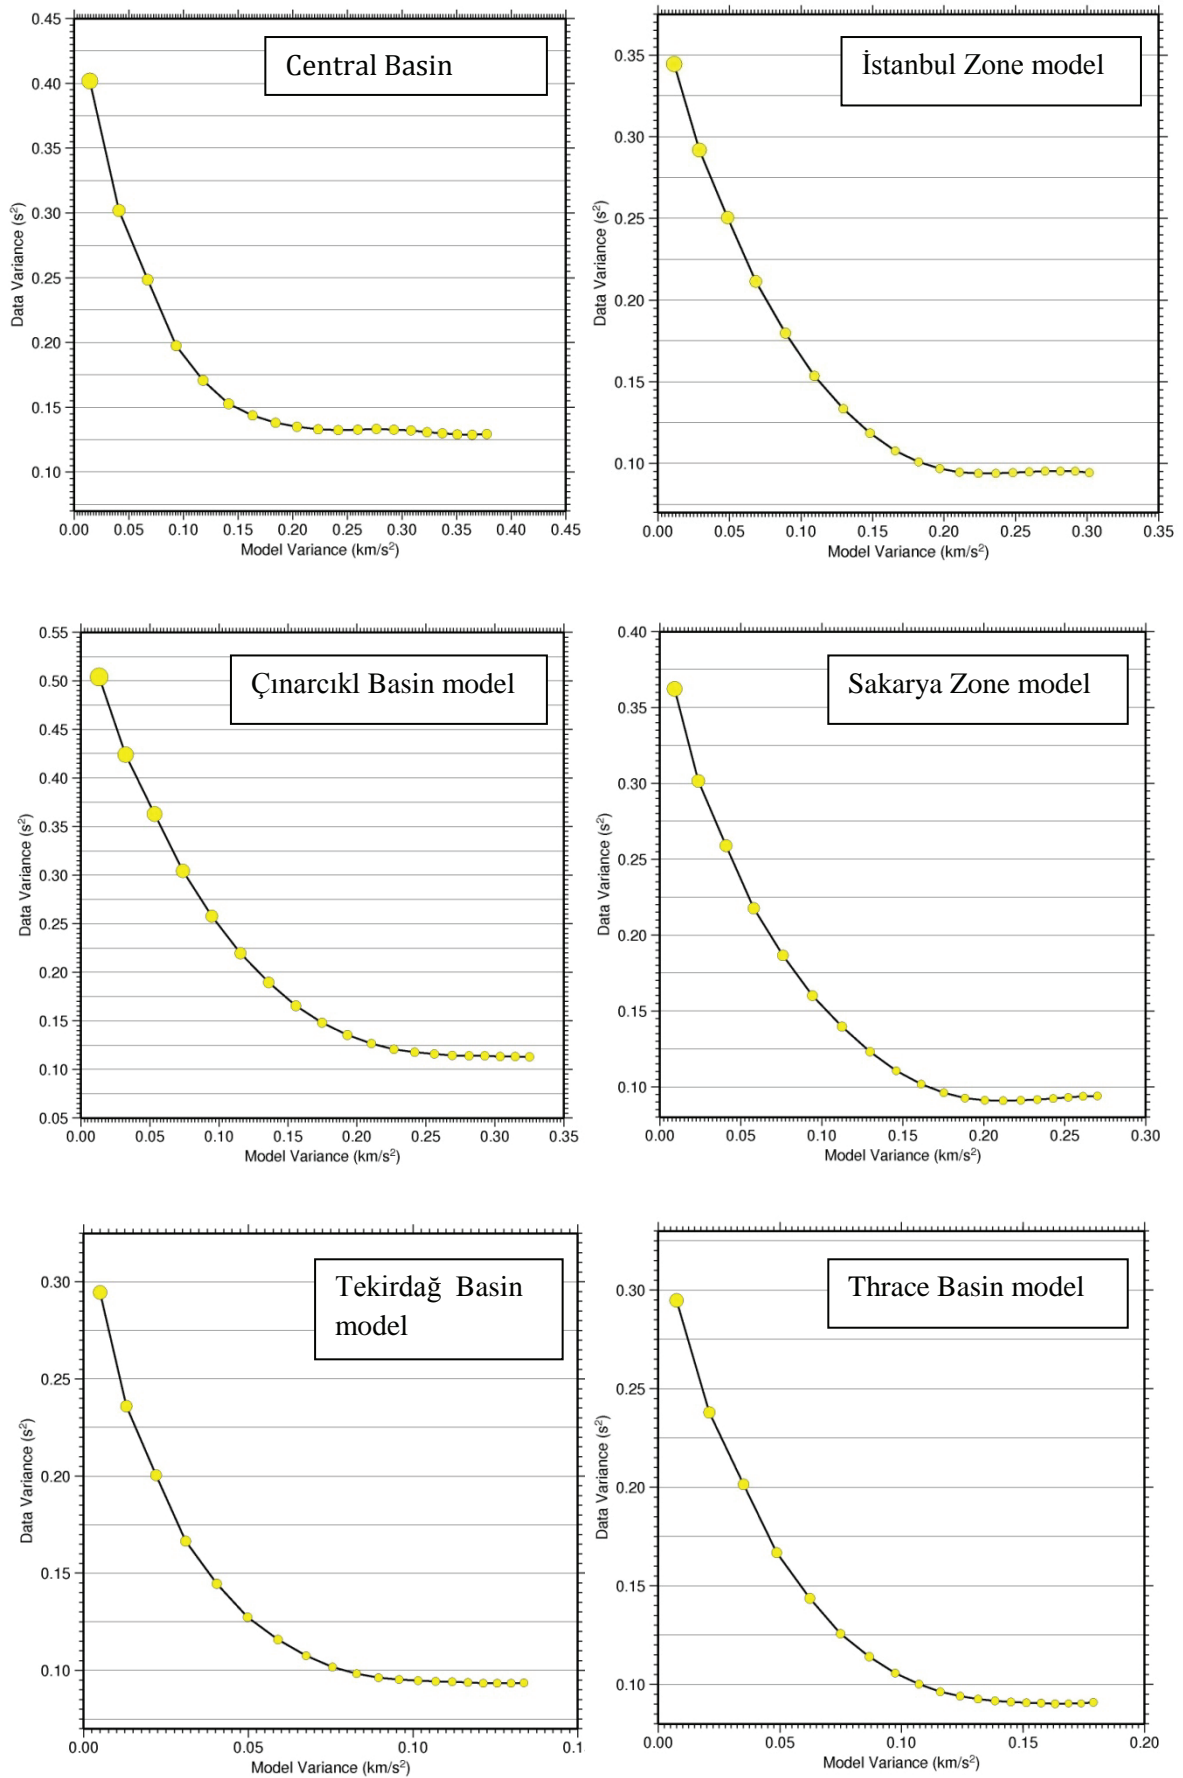 Central Basin
0.45
0.40
0.35
0.30
0.25
0.20
0.15
0.10
Data Variance (s²)
0.00 0.05 0.10 0.15 0.20 0.25 0.30 0.35 0.40 0.45
Model Variance (km/s²)
İstanbul Zone model
0.35
0.30
0.25
0.20
0.15
0.10
Data Variance (s²)
0.00 0.05 0.10 0.15 0.20 0.25 0.30 0.35
Model Variance (km/s²)
Çınarcıkl Basin model
0.55
0.50
0.45
0.40
0.35
0.30
0.25
0.20
0.15
0.10
0.05
Data Variance (s²)
0.00 0.05 0.10 0.15 0.20 0.25 0.30 0.35
Model Variance (km/s²)
Sakarya Zone model
0.40
0.35
0.30
0.25
0.20
0.15
0.10
Data Variance (s²)
0.00 0.05 0.10 0.15 0.20 0.25 0.30
Model Variance (km/s²)
Tekirdağ Basin
model
0.30
0.25
0.20
0.15
0.10
Data Variance (s²)
0.00 0.05 0.10 0.1
Model Variance (km/s²)
Thrace Basin model
0.30
0.25
0.20
0.15
0.10
Data Variance (s²)
0.00 0.05 0.10 0.15 0.20
Model Variance (km/s²)